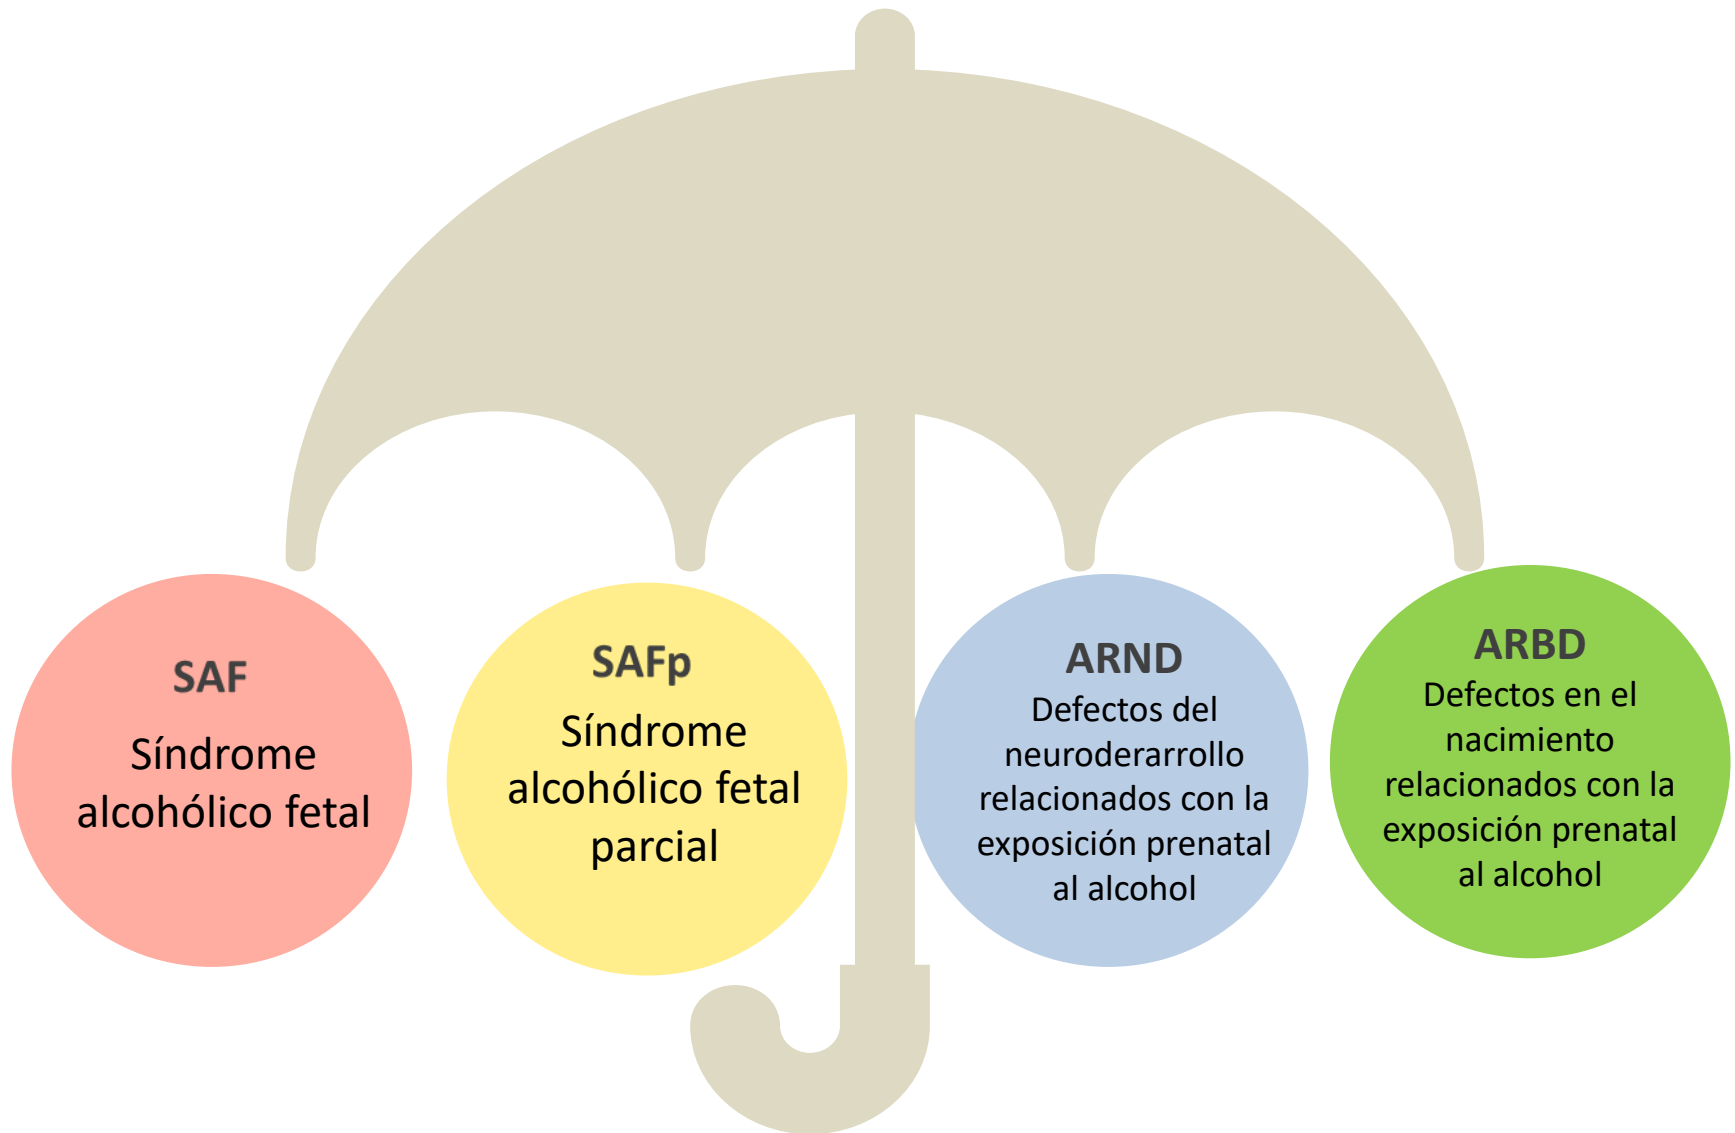 SAF
Síndrome
alcohólico fetal
SAFp
Síndrome
alcohólico fetal
parcial
ARND
Defectos del
neuroderarrollo
relacionados con la
exposición prenatal
al alcohol
ARBD
Defectos en el
nacimiento
relacionados con la
exposición prenatal
al alcohol